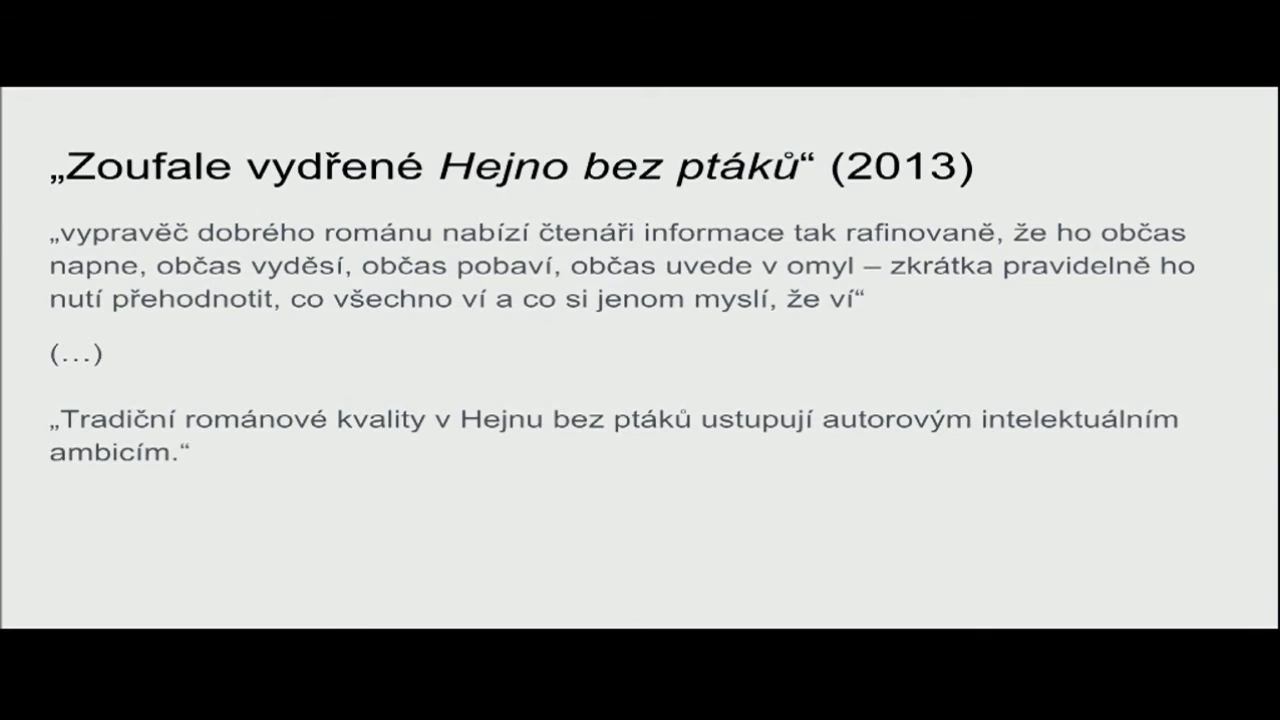 „Zoufale vydřené Hejno bez ptáků“ (2013)
„vypravěč dobrého románu nabízí čtenáři informace tak rafinovaně, že ho občas
napne, občas vyděsí, občas pobaví, občas uvede v omyl – zkrátka pravidelně ho
nutí přehodnotit, co všechno ví a co si jenom myslí, že ví“
(…)
„Tradiční románové kvality v Hejnu bez ptáků ustupují autorovým intelektuálním
ambicím.“